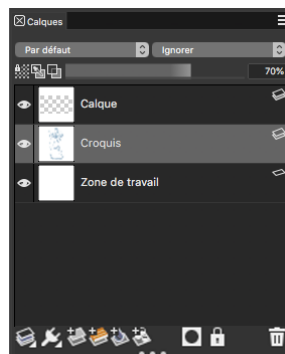 Calques
Par défaut Ignorer
70%
Calque
Croquis
Zone de travail